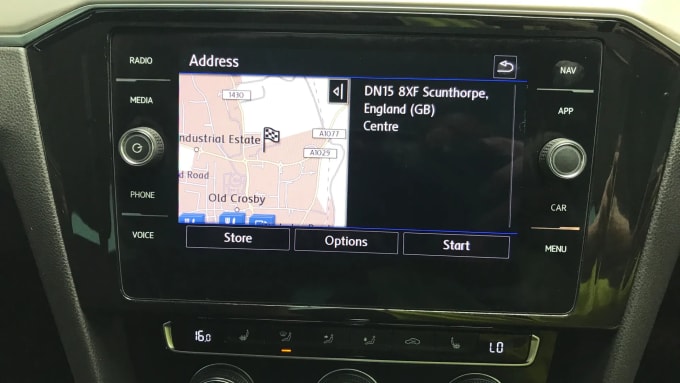 RADIO
Address
NAV
MEDIA
1430
DN15 8XF Scunthorpe,
England (GB)
Centre
APP
ndustrial Estate
A1077
A1029
d Road
PHONE
Old Crosby
CAR
VOICE
Store
Options
Start
MENU
16.0
LO